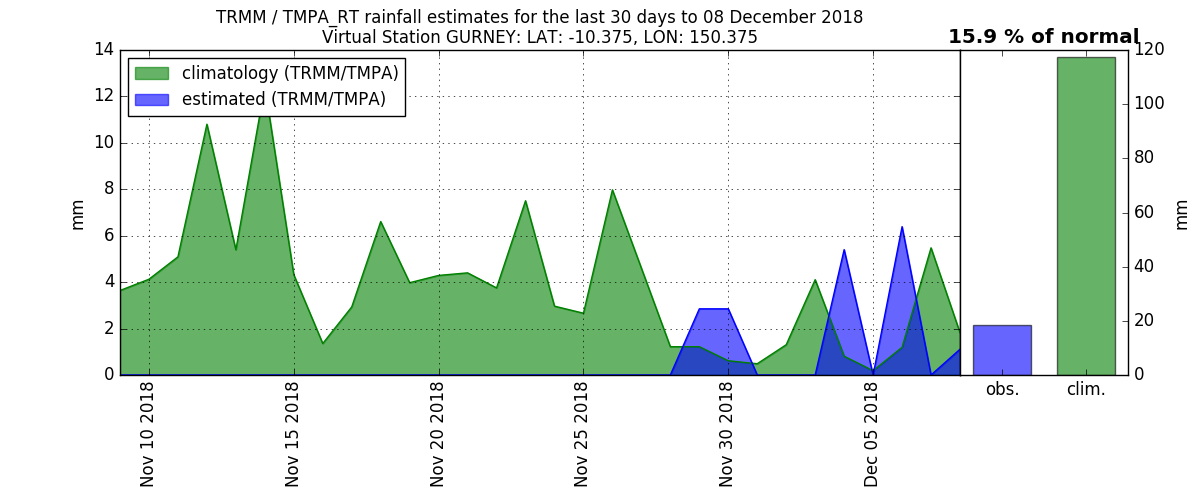 TRMM / TMPA_RT rainfall estimates for the last 30 days to 08 December 2018
Virtual Station GURNEY: LAT: -10.375, LON: 150.375
15.9 % of normal
climatology (TRMM/TMPA)
estimated (TRMM/TMPA)
14
12
10
8
6
4
2
0
mm
Nov 10 2018
Nov 15 2018
Nov 20 2018
Nov 25 2018
Nov 30 2018
Dec 05 2018
obs.
clim.
120
100
80
60
40
20
0
mm